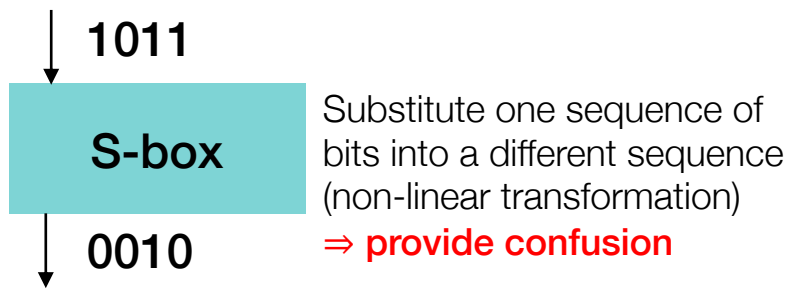 1011
S-box
Substitute one sequence of
bits into a different sequence
(non-linear transformation)
⇒ provide confusion
0010